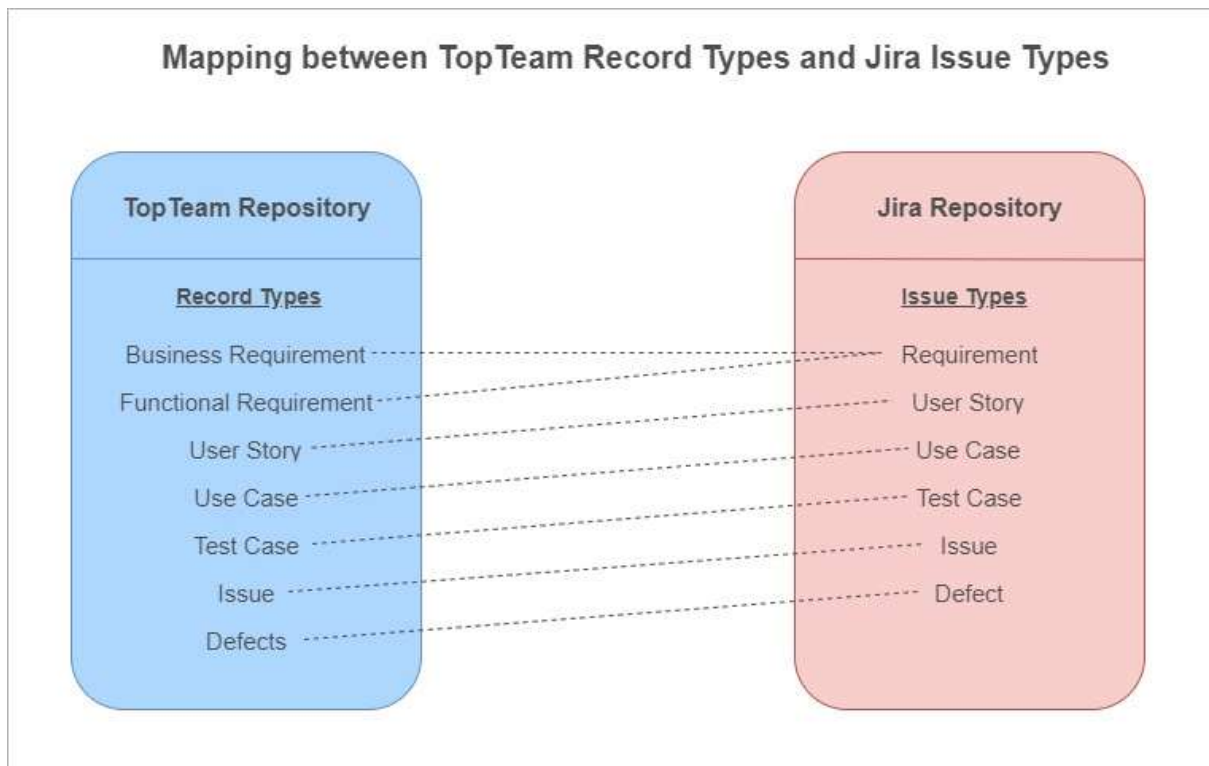 Mapping between TopTeam Record Types and Jira Issue Types
TopTeam Repository
Record Types
Business Requirement
Functional Requirement
User Story
Use Case
Test Case
Issue
Defects
Jira Repository
Issue Types
Requirement
User Story
Use Case
Test Case
Issue
Defect